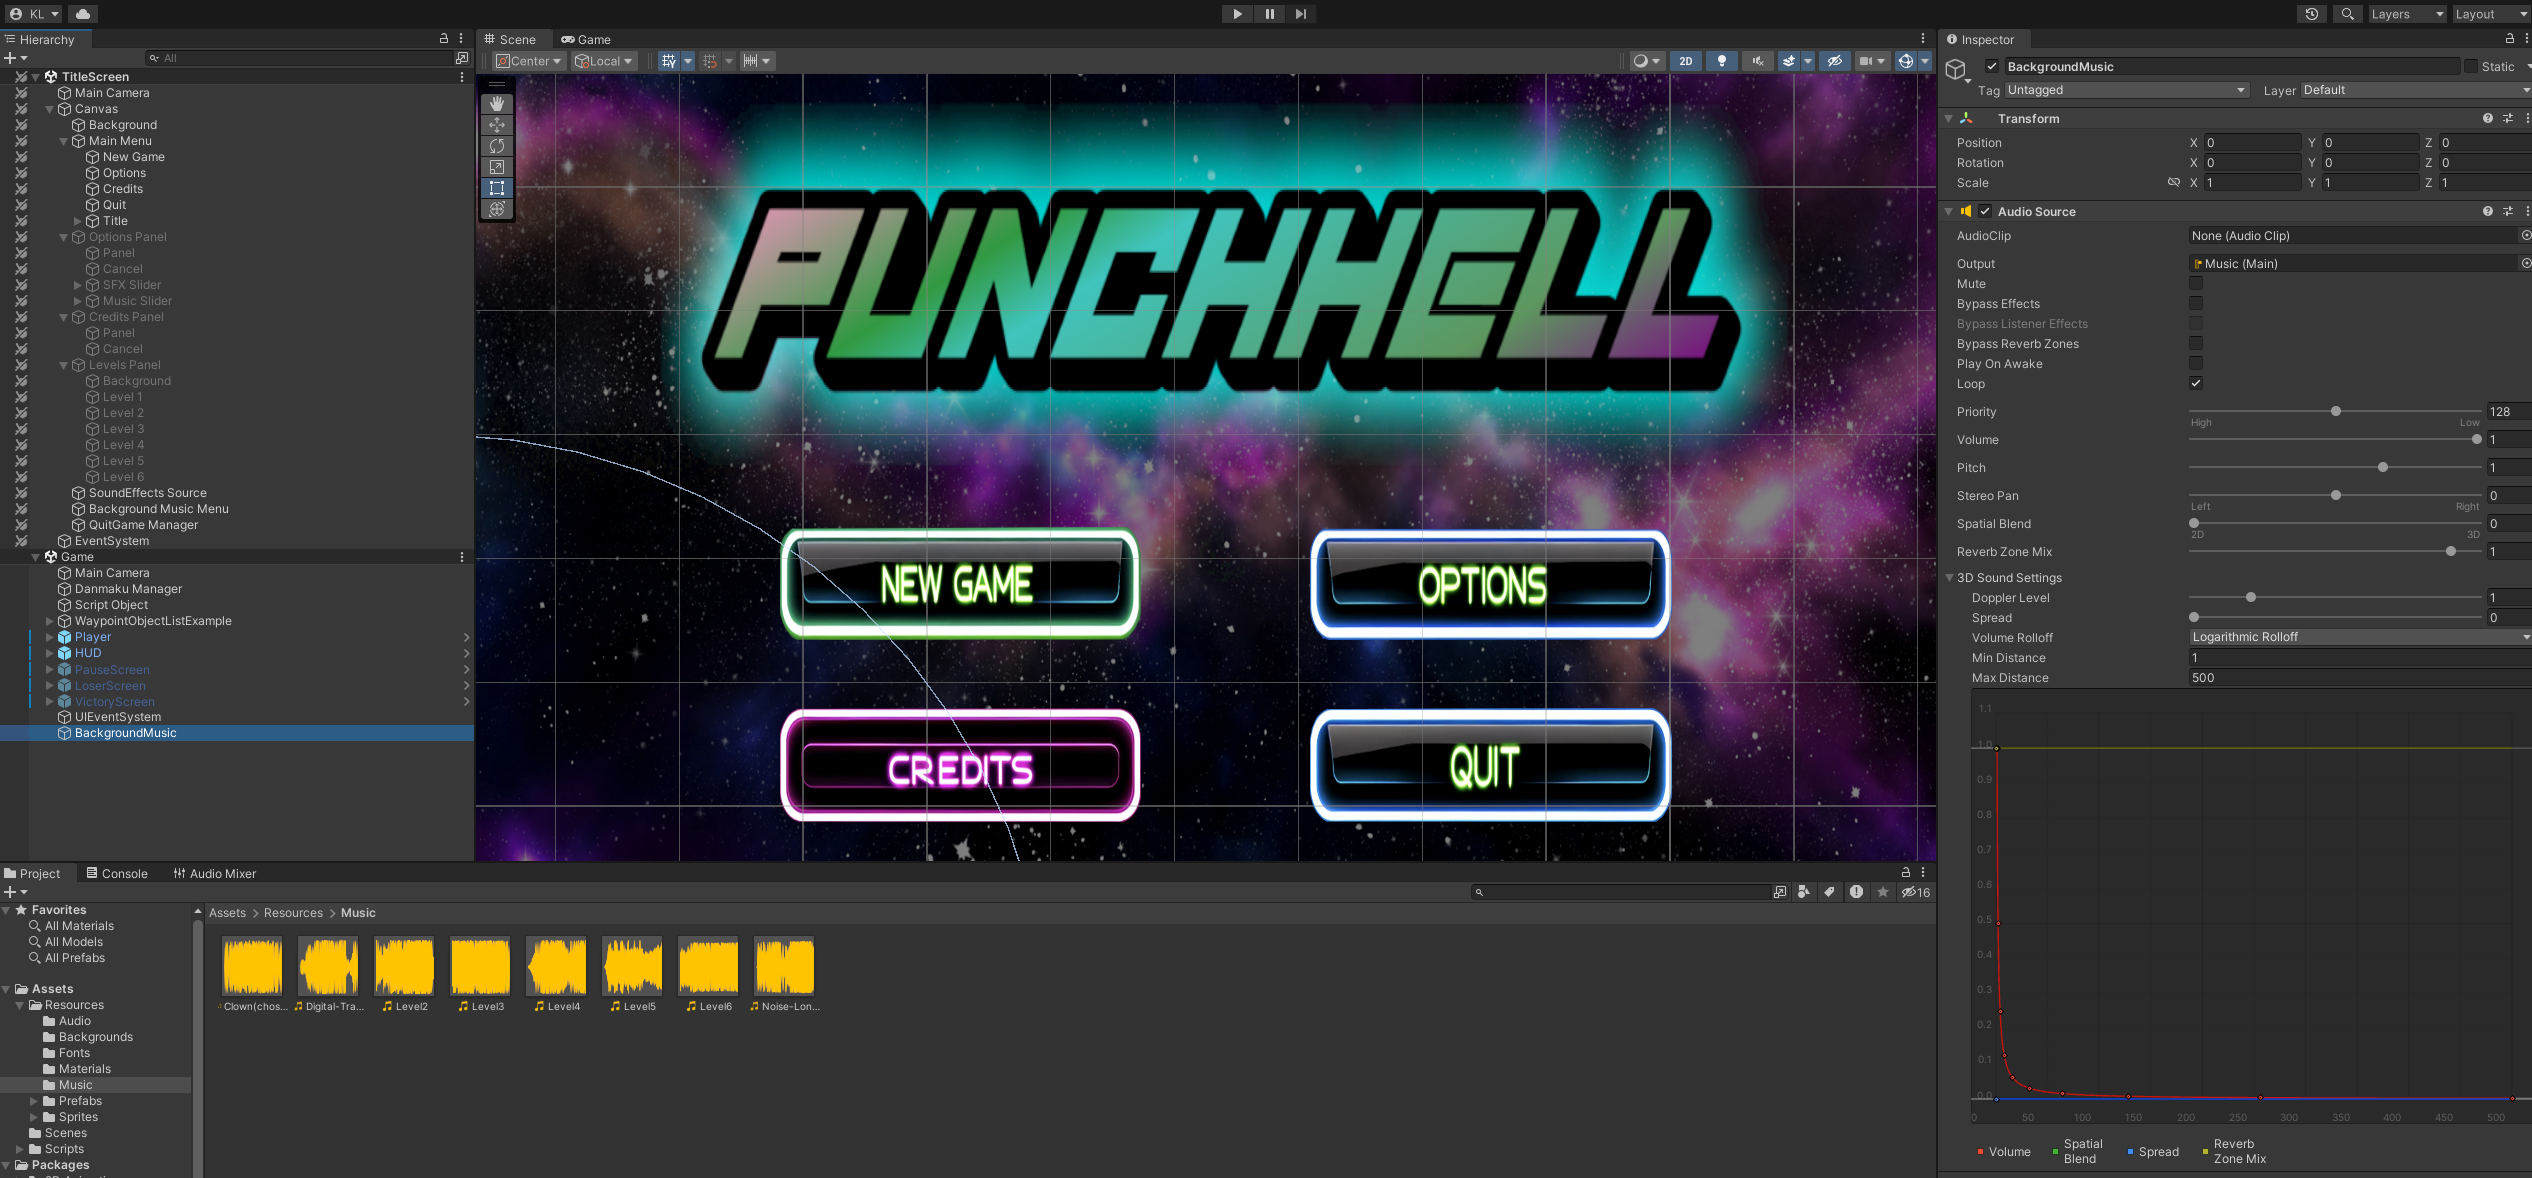 KL
Layers
Layout
Hierarchy
All
TitleScreen
Main Camera
Canvas
Background
Main Menu
New Game
Options
Credits
Quit
Title
Options Panel
Panel
Cancel
SFX Slider
Music Slider
Credits Panel
Panel
Cancel
Levels Panel
Background
Level 1
Level 2
Level 3
Level 4
Level 5
Level 6
SoundEffects Source
Background Music Menu
QuitGame Manager
EventSystem
Game
Main Camera
Danmaku Manager
Script Object
WaypointObjectListExample
Player
HUD
PauseScreen
LoserScreen
VictoryScreen
UIEventSystem
BackgroundMusic
Scene Game
Center Local
2D
PUNCHHELL
NEW GAME OPTIONS
CREDITS QUIT
Inspector
BackgroundMusic Static
Tag Untagged Layer Default
Transform
Position X 0 Y 0 Z 0
Rotation X 0 Y 0 Z 0
Scale X 1 Y 1 Z 1
Audio Source
AudioClip None (Audio Clip)
Output Music (Main)
Mute
Bypass Effects
Bypass Listener Effects
Bypass Reverb Zones
Play On Awake
Loop
Priority 128
High Low
Volume 1
Pitch 1
Stereo Pan 0
Left Right
Spatial Blend 0
2D 3D
Reverb Zone Mix 1
3D Sound Settings
Doppler Level 1
Spread 0
Volume Rolloff Logarithmic Rolloff
Min Distance 1
Max Distance 500
1.1
1.0
0.9
0.8
0.7
0.6
0.5
0.4
0.3
0.2
0.1
0.0
0 50 100 150 200 250 300 350 400 450 500
Volume Spatial Blend Spread Reverb Zone Mix
Project Console Audio Mixer
16
Favorites
All Materials
All Models
All Prefabs
Assets
Resources
Audio
Backgrounds
Fonts
Materials
Music
Prefabs
Sprites
Scenes
Scripts
Packages
Assets > Resources > Music
Clown(chos... Digital-Tra... Level2 Level3 Level4 Level5 Level6 Noise-Lon...